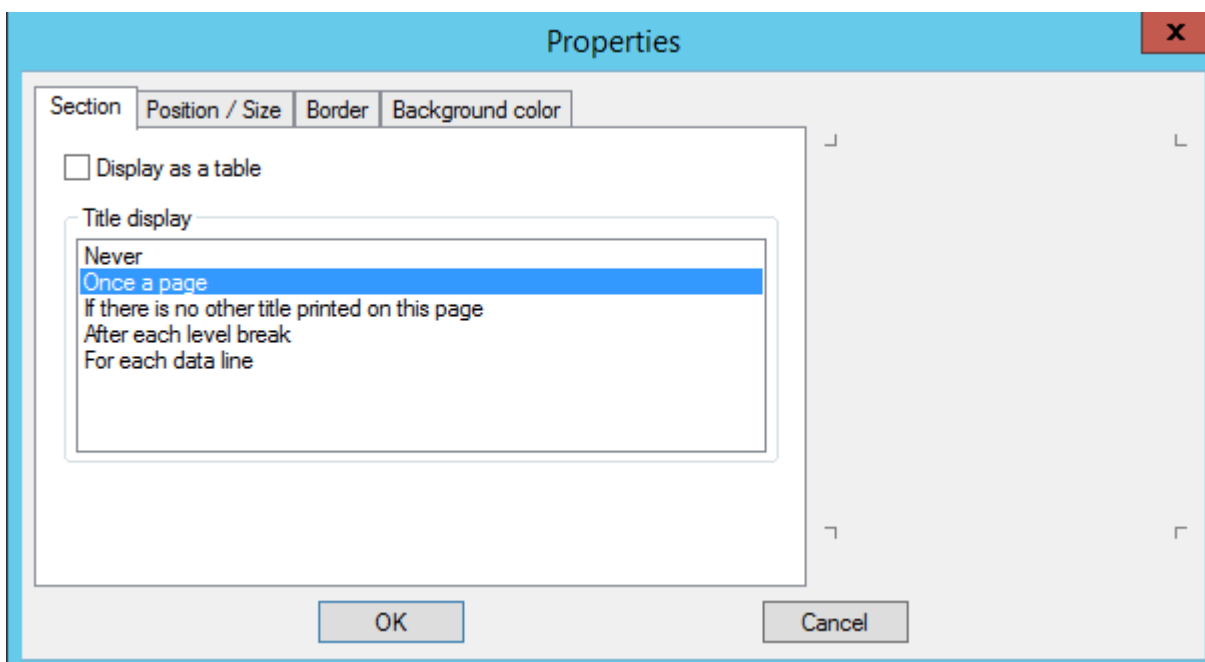 Properties
x
Section Position / Size Border Background color
Display as a table
Title display
Never
Once a page
If there is no other title printed on this page
After each level break
For each data line
OK Cancel